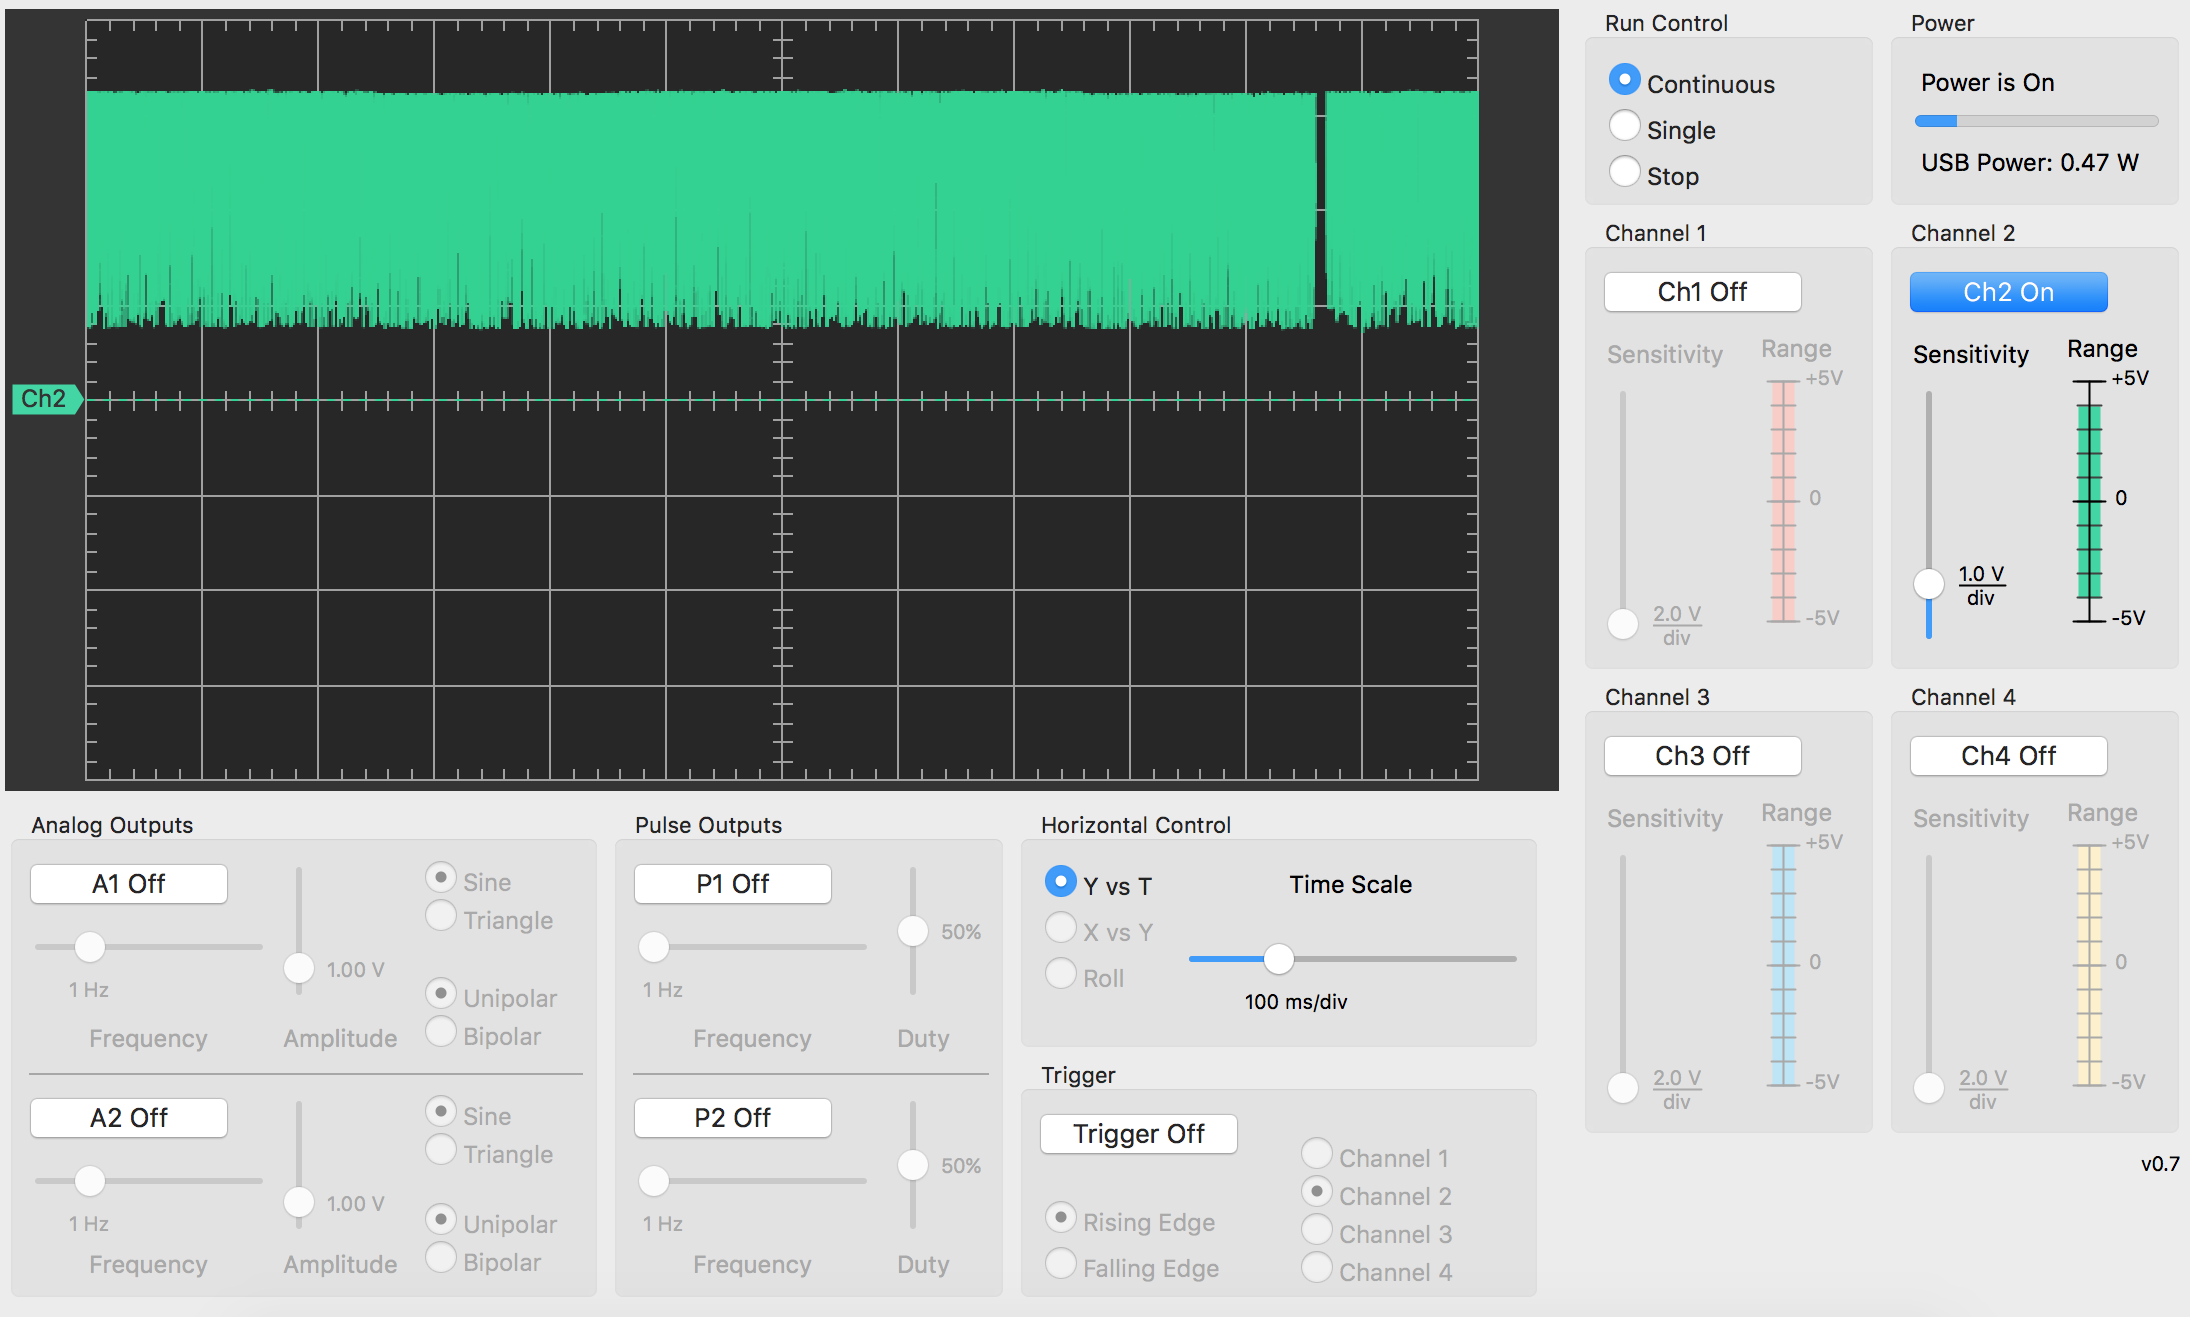 Ch2
Run Control
Continuous
Single
Stop
Power
Power is On
USB Power: 0.47 W
Channel 1
Ch1 Off
Sensitivity
Range
+5V
0
-5V
2.0 V
div
Channel 2
Ch2 On
Sensitivity
Range
+5V
0
-5V
1.0 V
div
Channel 3
Ch3 Off
Sensitivity
Range
+5V
0
-5V
2.0 V
div
Channel 4
Ch4 Off
Sensitivity
Range
+5V
0
-5V
2.0 V
div
v0.7
Analog Outputs
A1 Off
1 Hz
Frequency
1.00 V
Amplitude
Sine
Triangle
Unipolar
Bipolar
A2 Off
1 Hz
Frequency
1.00 V
Amplitude
Sine
Triangle
Unipolar
Bipolar
Pulse Outputs
P1 Off
1 Hz
Frequency
50%
Duty
P2 Off
1 Hz
Frequency
50%
Duty
Horizontal Control
Y vs T
X vs Y
Roll
Time Scale
100 ms/div
Trigger
Trigger Off
Rising Edge
Falling Edge
Channel 1
Channel 2
Channel 3
Channel 4